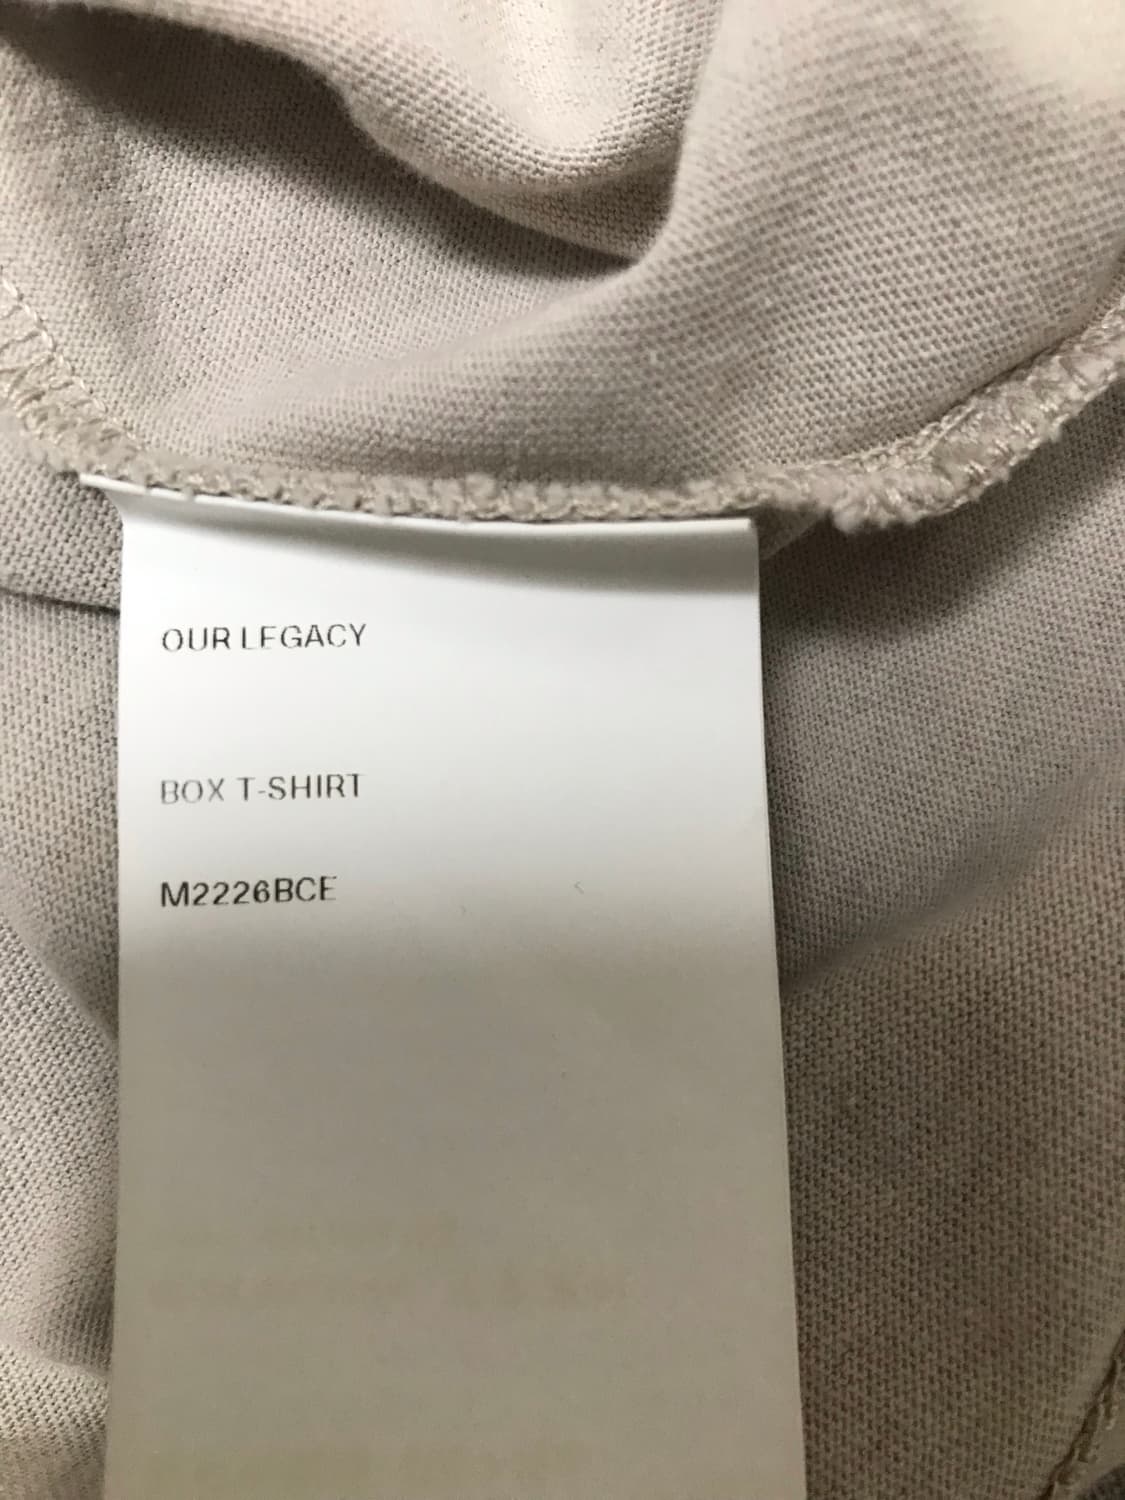 OUR LEGACY
BOX T-SHIRT
M2226BCE